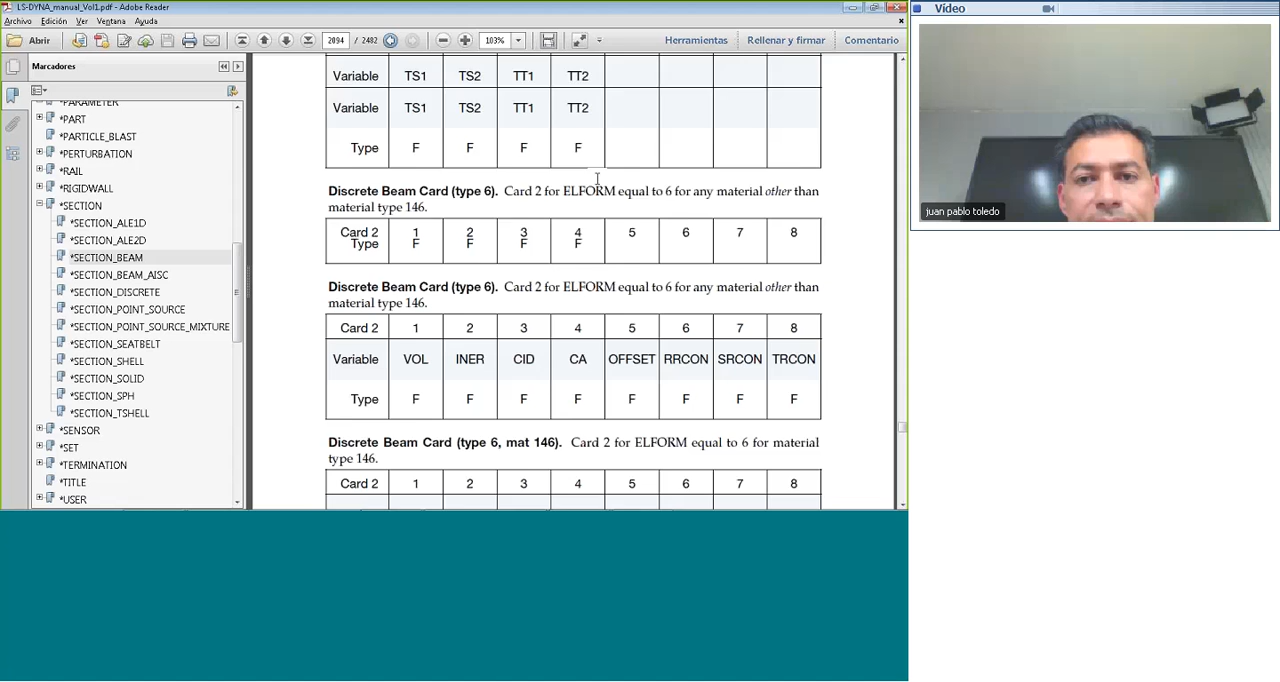 LS-DYNA_manual_Vol1.pdf - Adobe Reader
Archivo Edición Ver Ventana Ayuda
Abrir 2094 / 2482 103% Herramientas Rellenar y firmar Comentario
Marcadores
*PARAMETER
*PART
*PARTICLE_BLAST
*PERTURBATION
*RAIL
*RIGIDWALL
*SECTION
*SECTION_ALE1D
*SECTION_ALE2D
*SECTION_BEAM
*SECTION_BEAM_AISC
*SECTION_DISCRETE
*SECTION_POINT_SOURCE
*SECTION_POINT_SOURCE_MIXTURE
*SECTION_SEATBELT
*SECTION_SHELL
*SECTION_SOLID
*SECTION_SPH
*SECTION_TSHELL
*SENSOR
*SET
*TERMINATION
*TITLE
*USER
Variable TS1 TS2 TT1 TT2
Variable TS1 TS2 TT1 TT2
Type F F F F
Discrete Beam Card (type 6). Card 2 for ELFORM equal to 6 for any material other than
material type 146.
Card 2 1 2 3 4 5 6 7 8
Type F F F F
Discrete Beam Card (type 6). Card 2 for ELFORM equal to 6 for any material other than
material type 146.
Card 2 1 2 3 4 5 6 7 8
Variable VOL INER CID CA OFFSET RRCON SRCON TRCON
Type F F F F F F F F
Discrete Beam Card (type 6, mat 146). Card 2 for ELFORM equal to 6 for material
type 146.
Card 2 1 2 3 4 5 6 7 8
Vídeo
juan pablo toledo